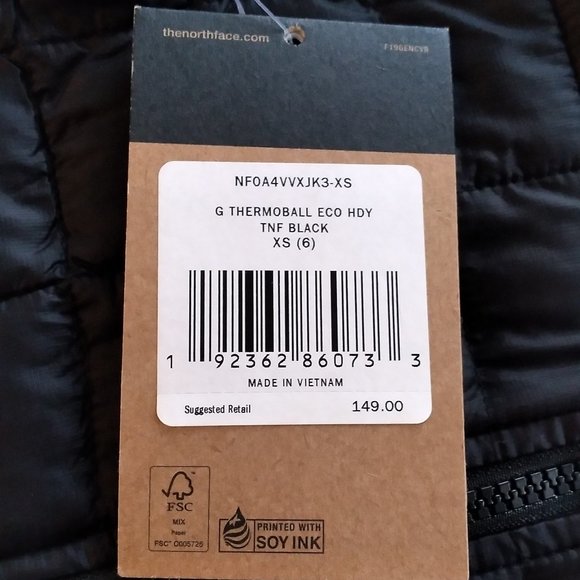 thenorthface.com
F19GENCVB
NF0A4VVXJK3-XS
G THERMOBALL ECO HDY
TNF BLACK
XS (6)
1 92362 86073 3
MADE IN VIETNAM
Suggested Retail 149.00
FSC
MIX
Paper
FSC® C005726
PRINTED WITH
SOY INK